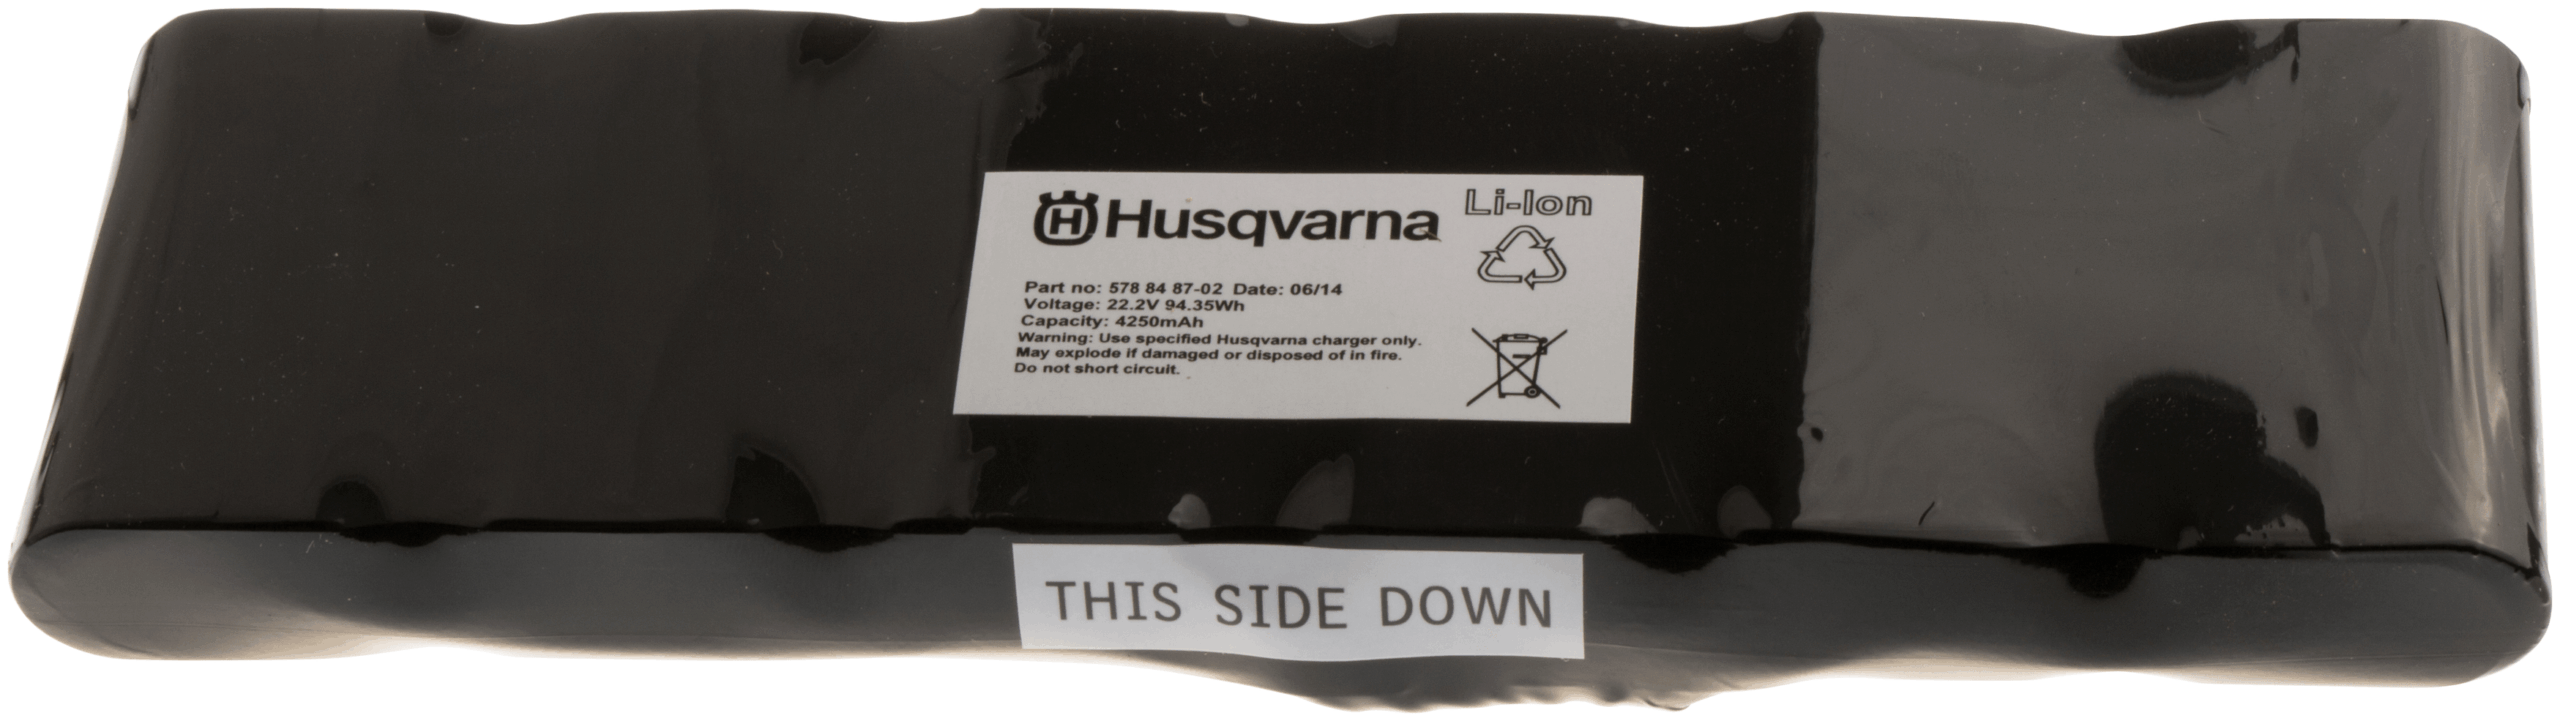 Husqvarna
Li-Ion
Part no: 578 84 87-02 Date: 06/14
Voltage: 22.2V 94.35Wh
Capacity: 4250mAh
Warning: Use specified Husqvarna charger only.
May explode if damaged or disposed of in fire.
Do not short circuit.
THIS SIDE DOWN